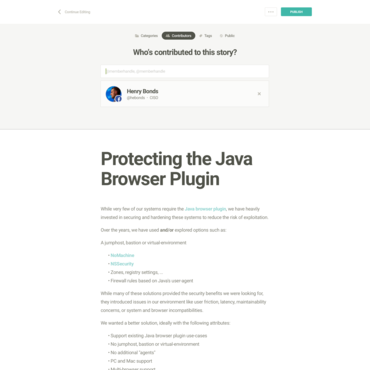 Continue Editing
Publish
Categories
Contributors
Tags
Public
Who's contributed to this story?
Henry Bonds
Protecting the Java
Browser Plugin
While very few of our systems require the Java browser plugin, we have heavily
invested in securing and hardening these systems to reduce the risk of exploitation.
Over the years, we have used and/or explored options such as:
A jumphost, bastion or virtual-environment
• NoMachine
• 
• Zones, registry settings, ...
• Firewall rules based on Java's user-agent
While many of these solutions provided the security benefits we were looking for,
they introduced issues in our environment like user friction, latency, maintainability
concerns, or system and browser incompatibilities.
We wanted a better solution, ideally with the following attributes:
• Support existing Java browser plugin use-cases
• No jumphost, bastion or virtual-environment
• No additional "agents"
• PC and Mac support
• Multi-browser support